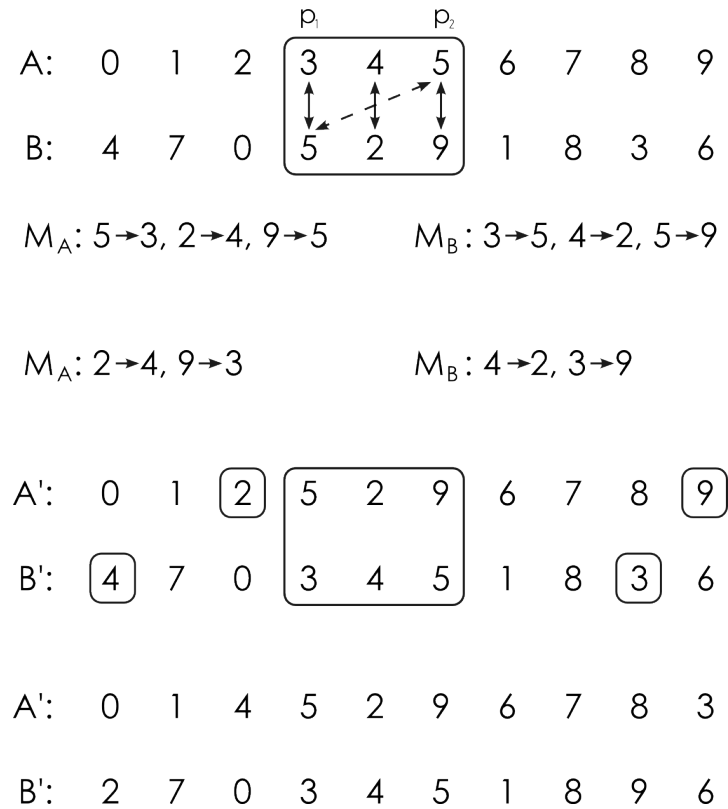 p₁ p₂
A: 0 1 2 3 4 5 6 7 8 9
B: 4 7 0 5 2 9 1 8 3 6
M_A: 5→3, 2→4, 9→5 M_B: 3→5, 4→2, 5→9
M_A: 2→4, 9→3 M_B: 4→2, 3→9
A': 0 1 2 5 2 9 6 7 8 9
B': 4 7 0 3 4 5 1 8 3 6
A': 0 1 4 5 2 9 6 7 8 3
B': 2 7 0 3 4 5 1 8 9 6